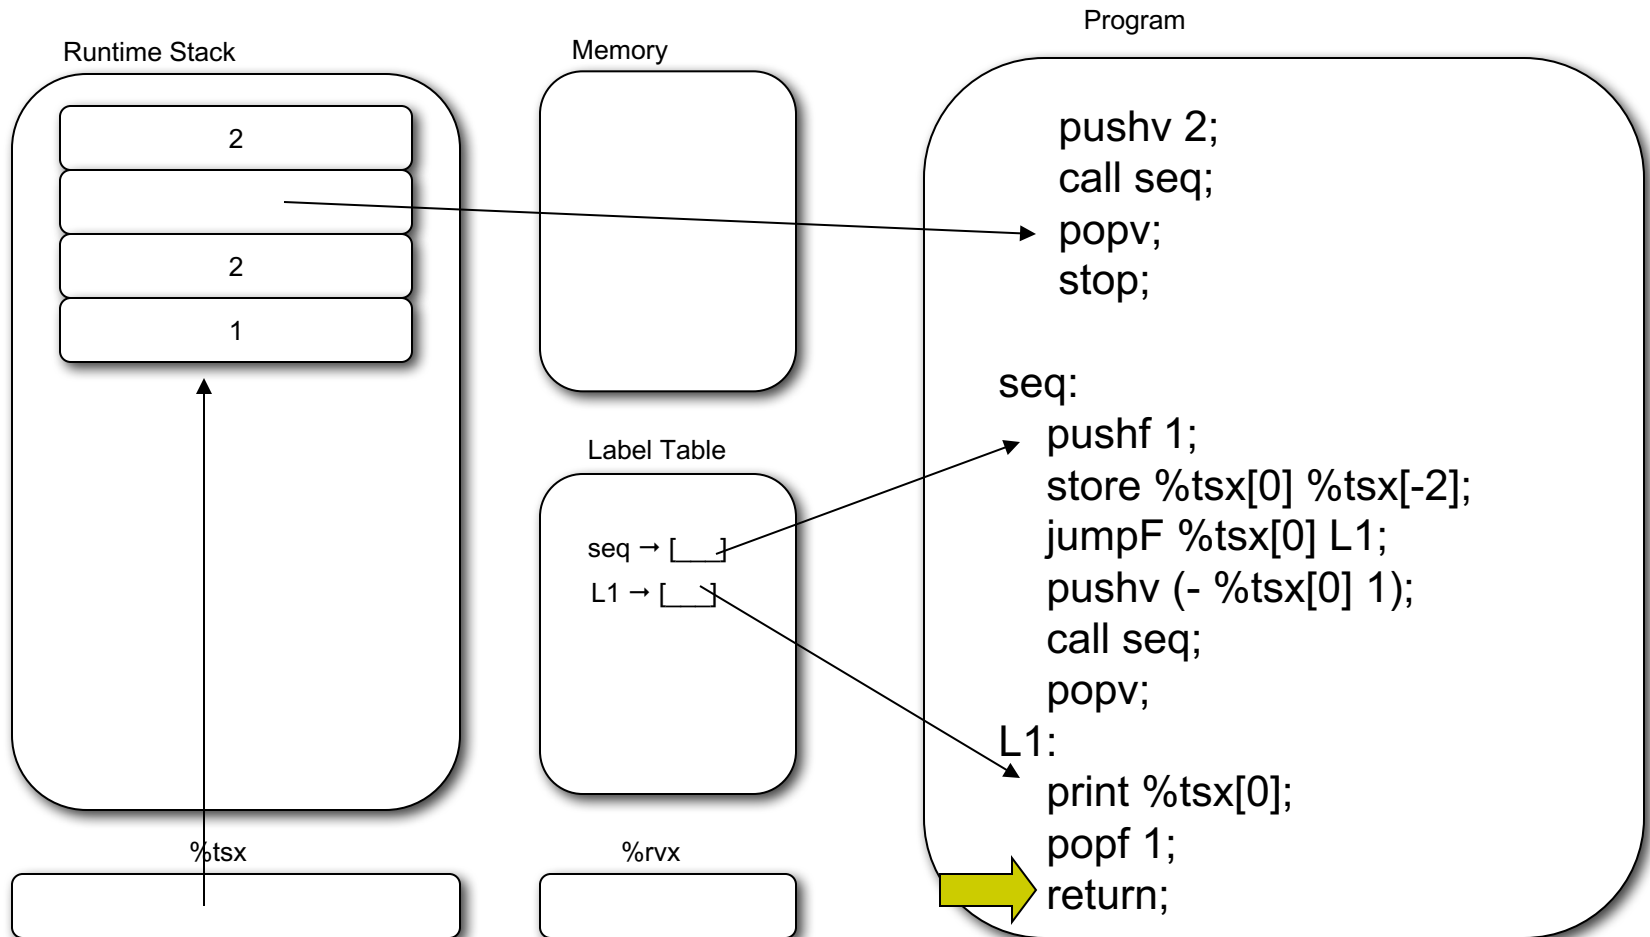 Program
Runtime Stack
Memory
2
2
1
pushv 2;
call seq;
popv;
stop;
seq:
pushf 1;
store %tsx[0] %tsx[-2];
jumpF %tsx[0] L1;
pushv (- %tsx[0] 1);
call seq;
popv;
L1:
print %tsx[0];
popf 1;
return;
Label Table
seq → [___]
L1 → [___]
%tsx
%rvx